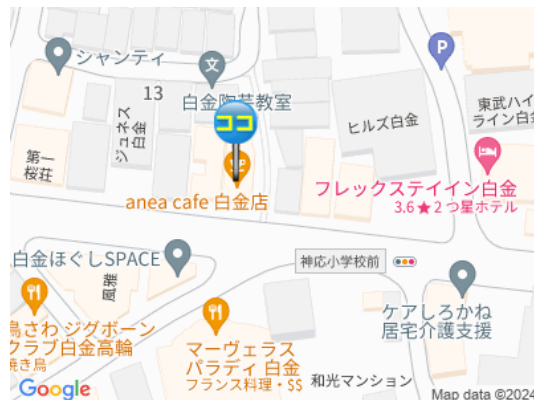 シャンティ
P
文
13
白金陶芸教室
ココ
ジュネス
白金
ヒルズ白金
東武ハイ
ライン白金
第一
桜荘
anea cafe 白金店
フレックステイイン白金
3.6★2 つ星ホテル
白金ほぐしSPACE
風雅
神応小学校前
ケアしろかね
居宅介護支援
鳥さわ ジグボーン
クラブ白金高輪
焼き鳥
マーヴェラス
パラディ 白金
フランス料理・$$
和光マンション
Google
Map data ©2024